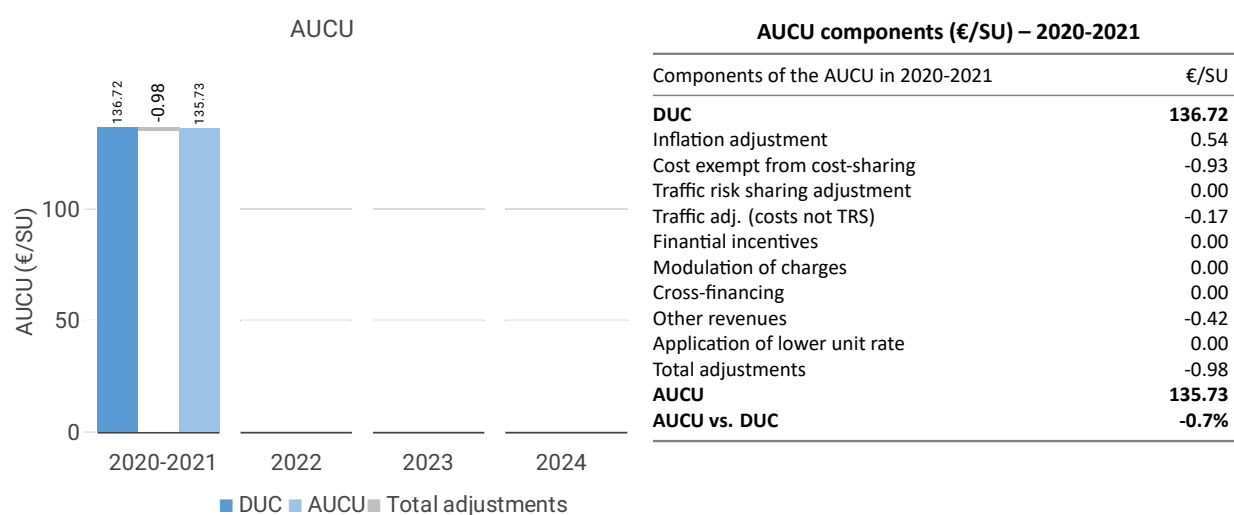 AUCU
136.72
-0.98
135.73
AUCU (€/SU)
100
50
0
2020-2021
2022
2023
2024
DUC AUCU Total adjustments
AUCU components (€/SU) – 2020-2021
Components of the AUCU in 2020-2021 €/SU
DUC 136.72
Inflation adjustment 0.54
Cost exempt from cost-sharing -0.93
Traffic risk sharing adjustment 0.00
Traffic adj. (costs not TRS) -0.17
Finantial incentives 0.00
Modulation of charges 0.00
Cross-financing 0.00
Other revenues -0.42
Application of lower unit rate 0.00
Total adjustments -0.98
AUCU 135.73
AUCU vs. DUC -0.7%